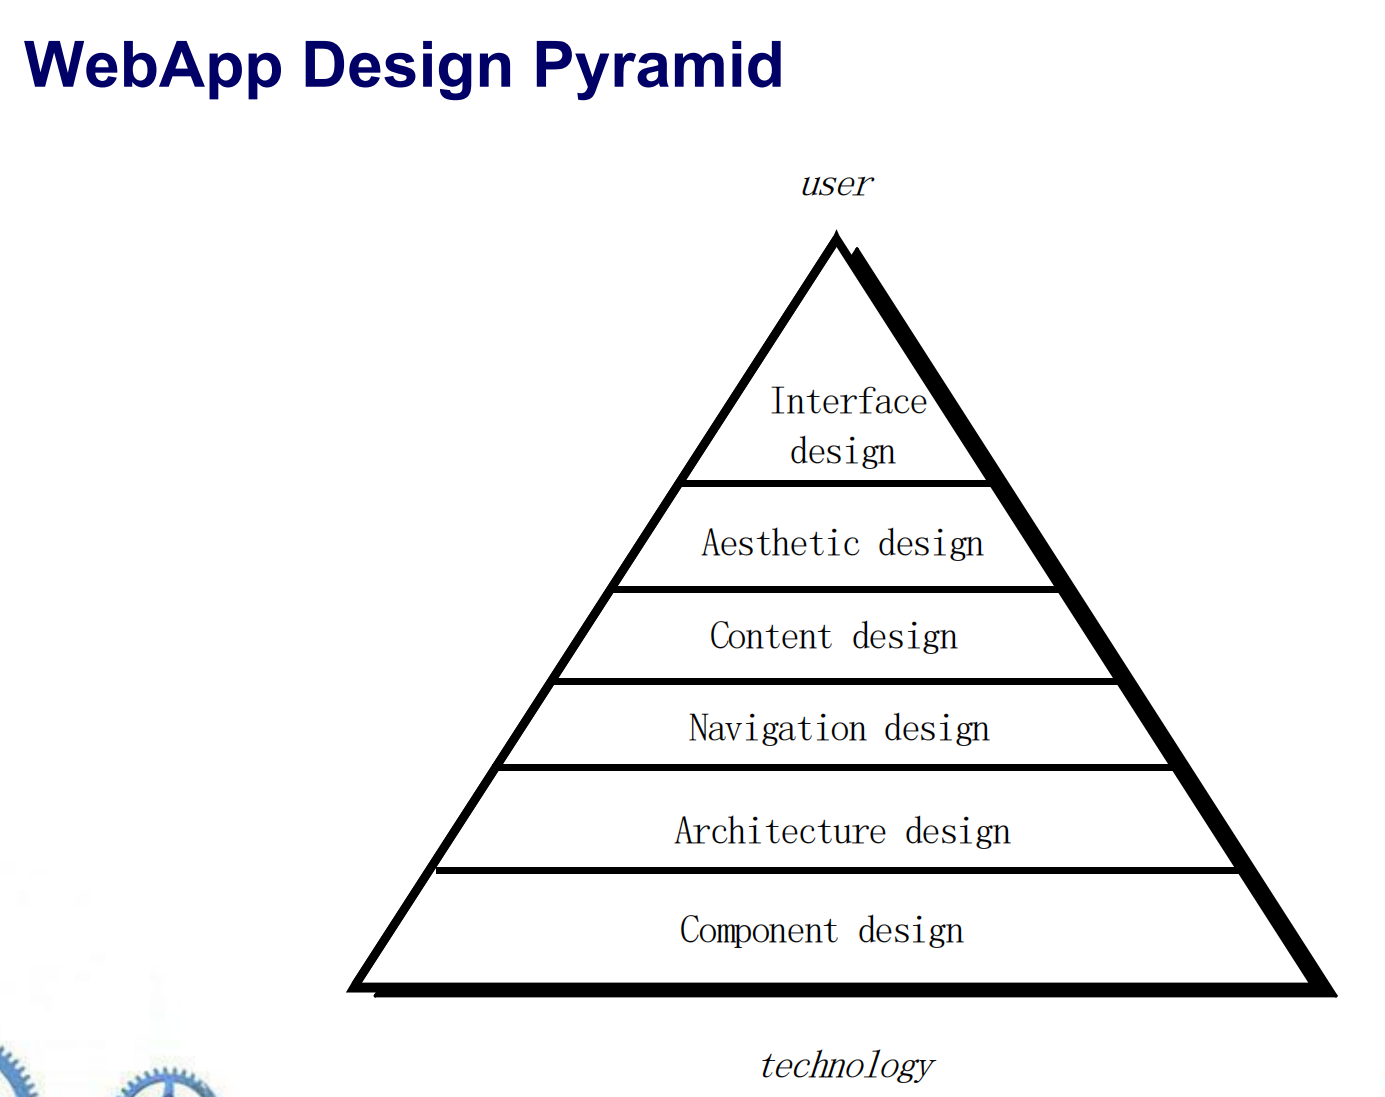 WebApp Design Pyramid
user
Interface
design
Aesthetic design
Content design
Navigation design
Architecture design
Component design
technology